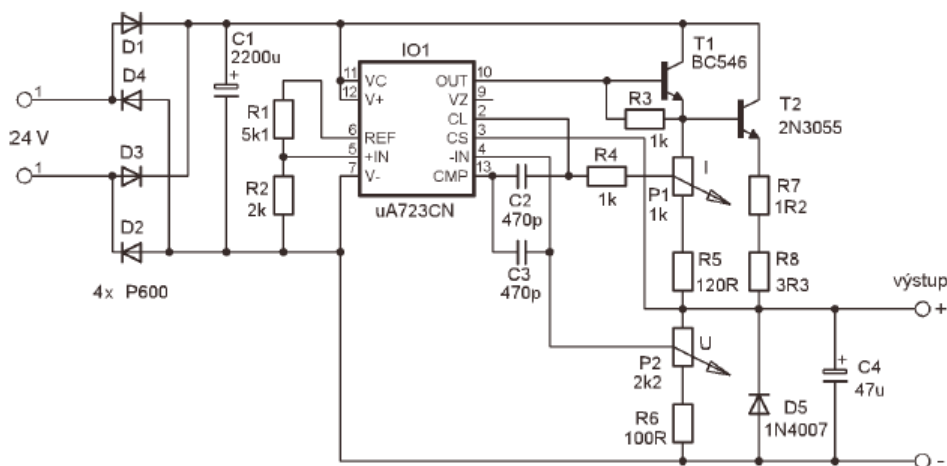 D1
D4
24 V
1
1
D3
D2
4x P600
C1
2200u
+
R1
5k1
R2
2k
IO1
11 VC
12 V+
6 REF
5 +IN
7 V-
OUT 10
VZ 9
CL 2
CS 3
-IN 4
CMP 13
uA723CN
C2
470p
C3
470p
R4
1k
R3
1k
T1
BC546
T2
2N3055
P1
1k
I
R5
120R
R7
1R2
R8
3R3
P2
2k2
U
R6
100R
D5
1N4007
C4
47u
+
výstup
+
-